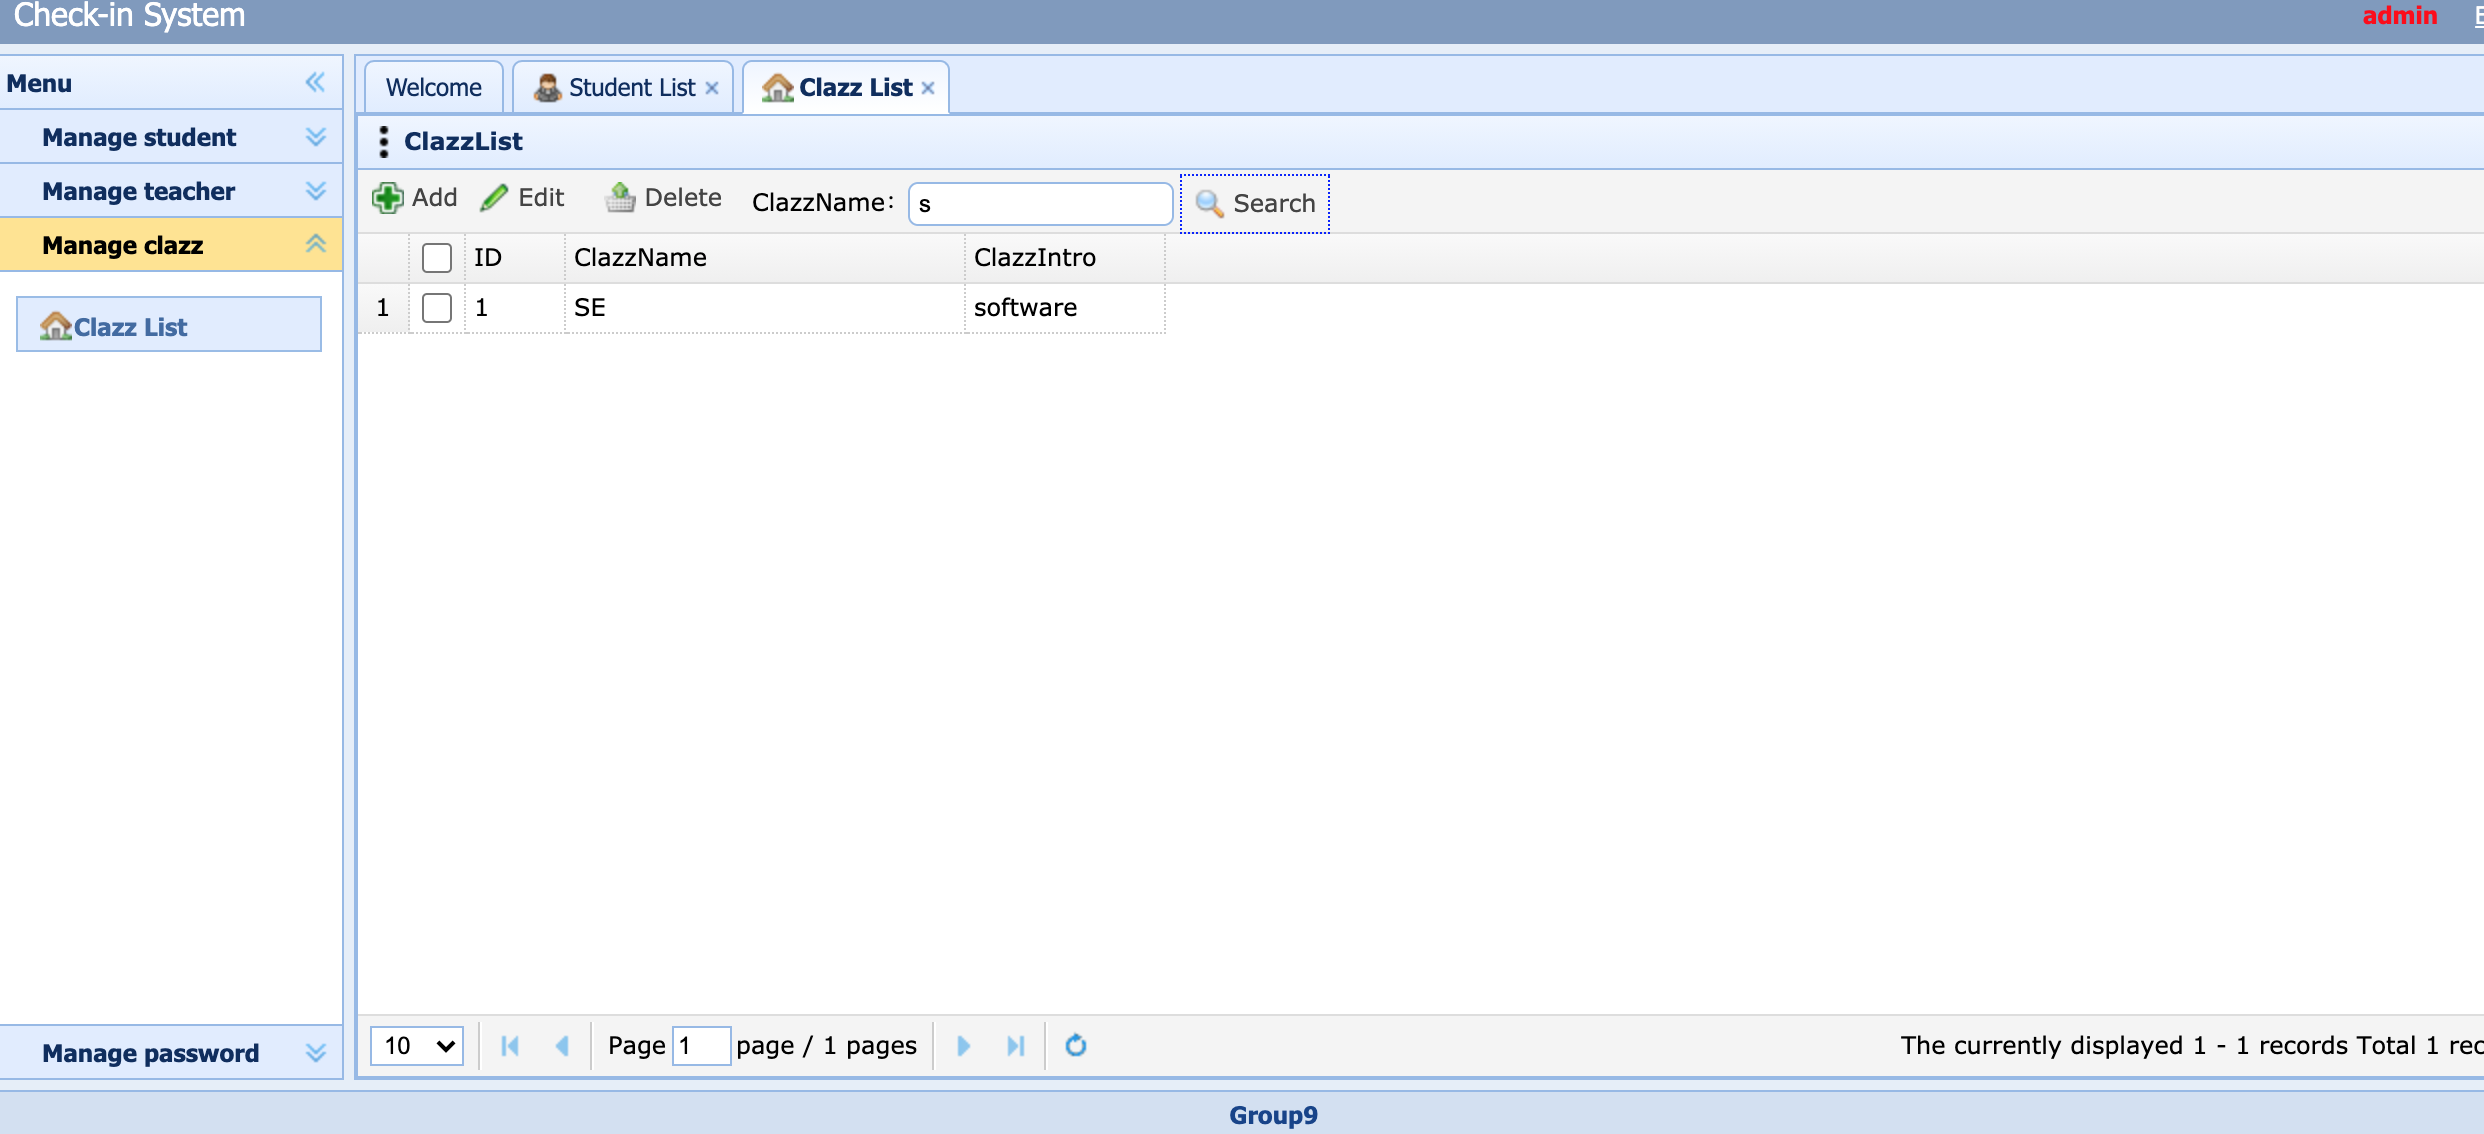 Check-in System
admin
Menu
Manage student
Manage teacher
Manage clazz
Clazz List
Manage password
Welcome
Student List
Clazz List
ClazzList
Add
Edit
Delete
ClazzName:
s
Search
ID ClazzName ClazzIntro
1 1 SE software
10
Page 1 page / 1 pages
The currently displayed 1 - 1 records Total 1 rec
Group9